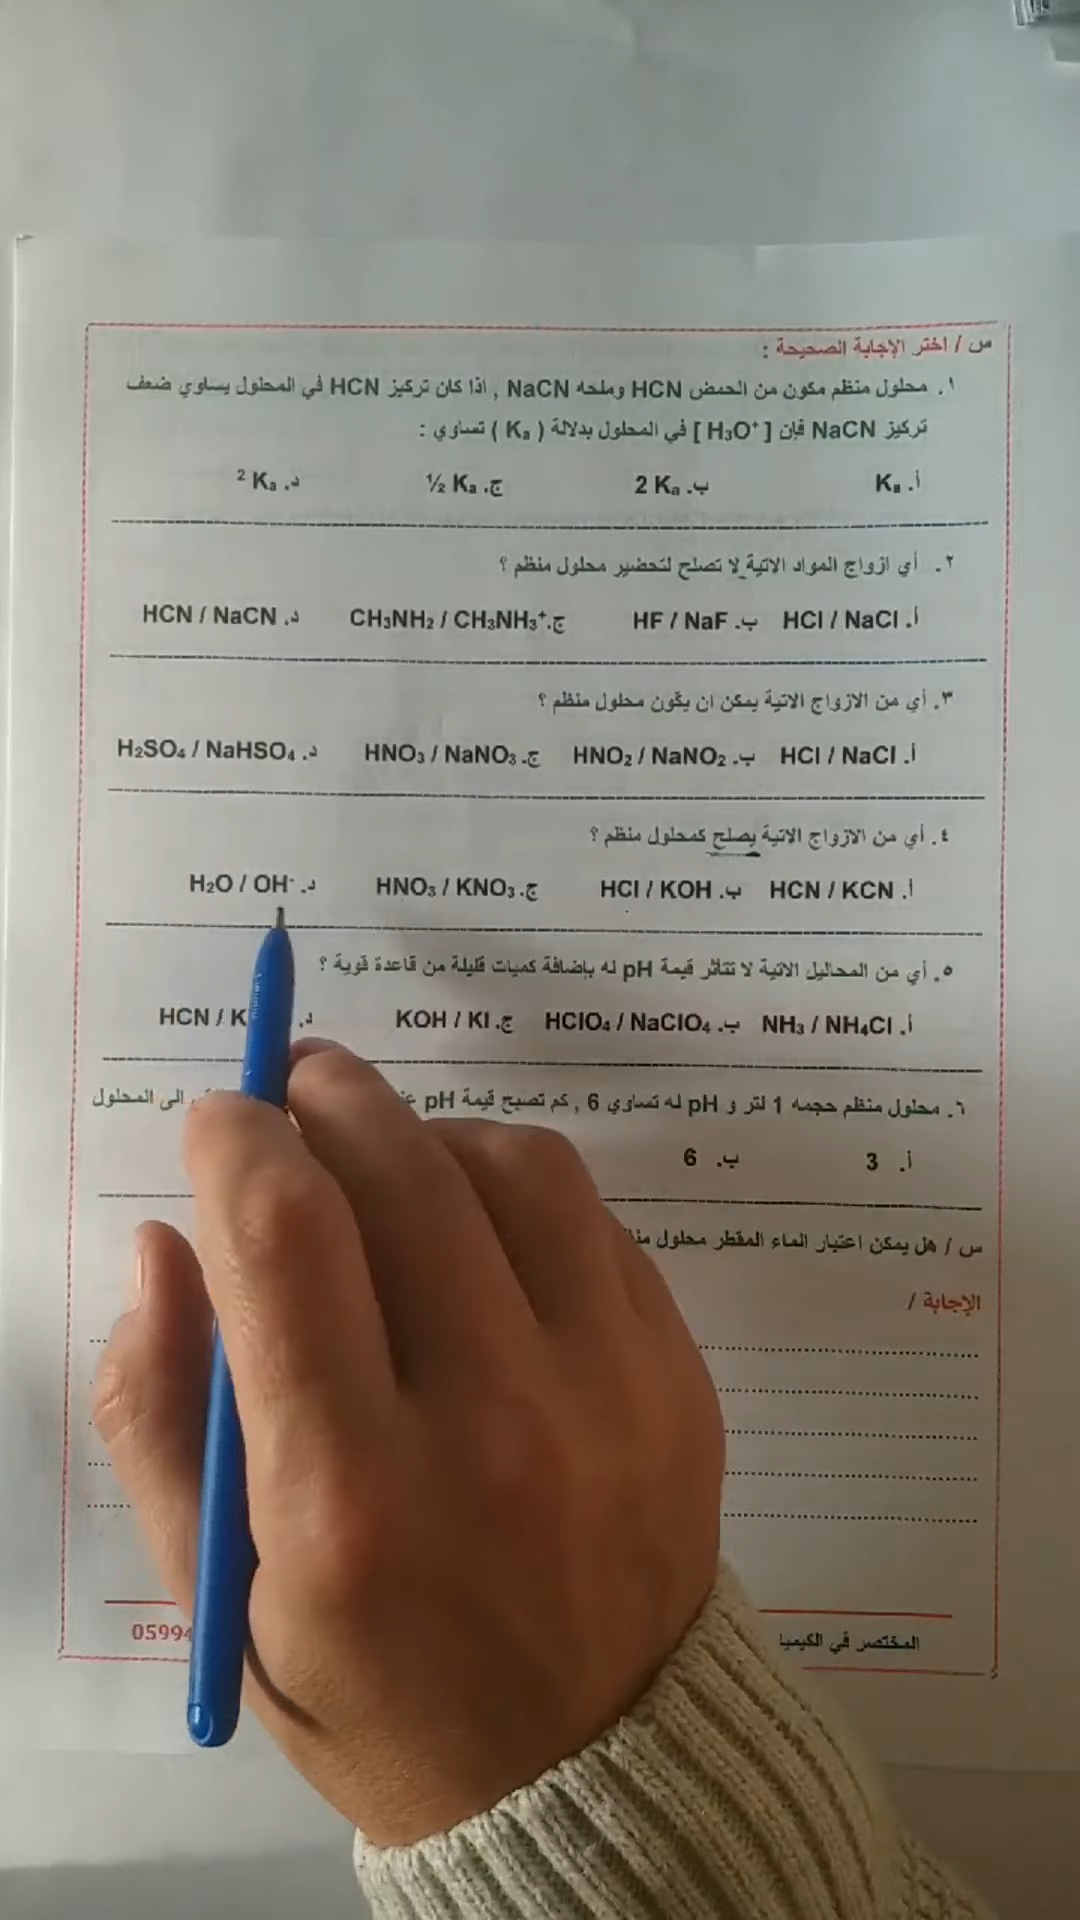 س / اختر الإجابة الصحيحة :
١. محلول منظم مكون من الحمض HCN وملحه NaCN , اذا كان تركيز HCN في المحلول يساوي ضعف
تركيز NaCN فإن [ H₃O⁺ ] في المحلول بدلالة ( Kₐ ) تساوي :
أ. Kₐ ب. 2 Kₐ ج. ½ Kₐ د. ² Kₐ
٢. أي ازواج المواد الاتية لا تصلح لتحضير محلول منظم ؟
أ. HCl / NaCl ب. HF / NaF ج. CH₃NH₂ / CH₃NH₃⁺ د. HCN / NaCN
٣. أي من الازواج الاتية يمكن ان يكون محلول منظم ؟
أ. HCl / NaCl ب. HNO₂ / NaNO₂ ج. HNO₃ / NaNO₃ د. H₂SO₄ / NaHSO₄
٤. أي من الازواج الاتية يصلح كمحلول منظم ؟
أ. HCN / KCN ب. HCl / KOH ج. HNO₃ / KNO₃ د. H₂O / OH⁻
٥. أي من المحاليل الاتية لا تتأثر قيمة pH له بإضافة كميات قليلة من قاعدة قوية ؟
أ. NH₃ / NH₄Cl ب. HClO₄ / NaClO₄ ج. KOH / KI د. HCN / K
٦. محلول منظم حجمه 1 لتر و pH له تساوي 6 , كم تصبح قيمة pH الى المحلول
أ. 3 ب. 6
س / هل يمكن اعتبار الماء المقطر محلول
الإجابة /
المختصر في الكيميا 05994